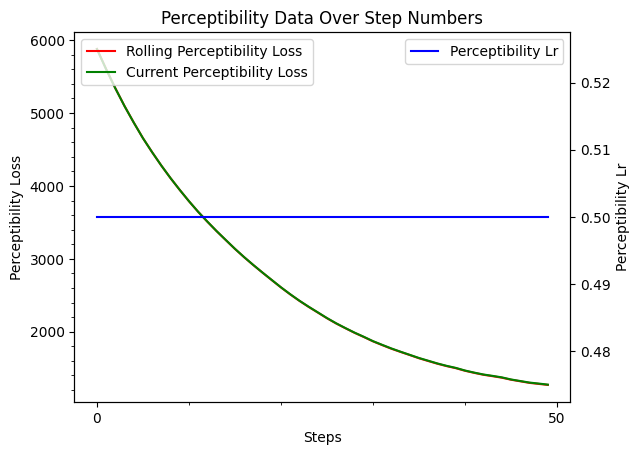 Perceptibility Data Over Step Numbers
Rolling Perceptibility Loss
Current Perceptibility Loss
Perceptibility Lr
Perceptibility Loss
6000
5000
4000
3000
2000
0.52
0.51
0.50
0.49
0.48
Perceptibility Lr
0
50
Steps